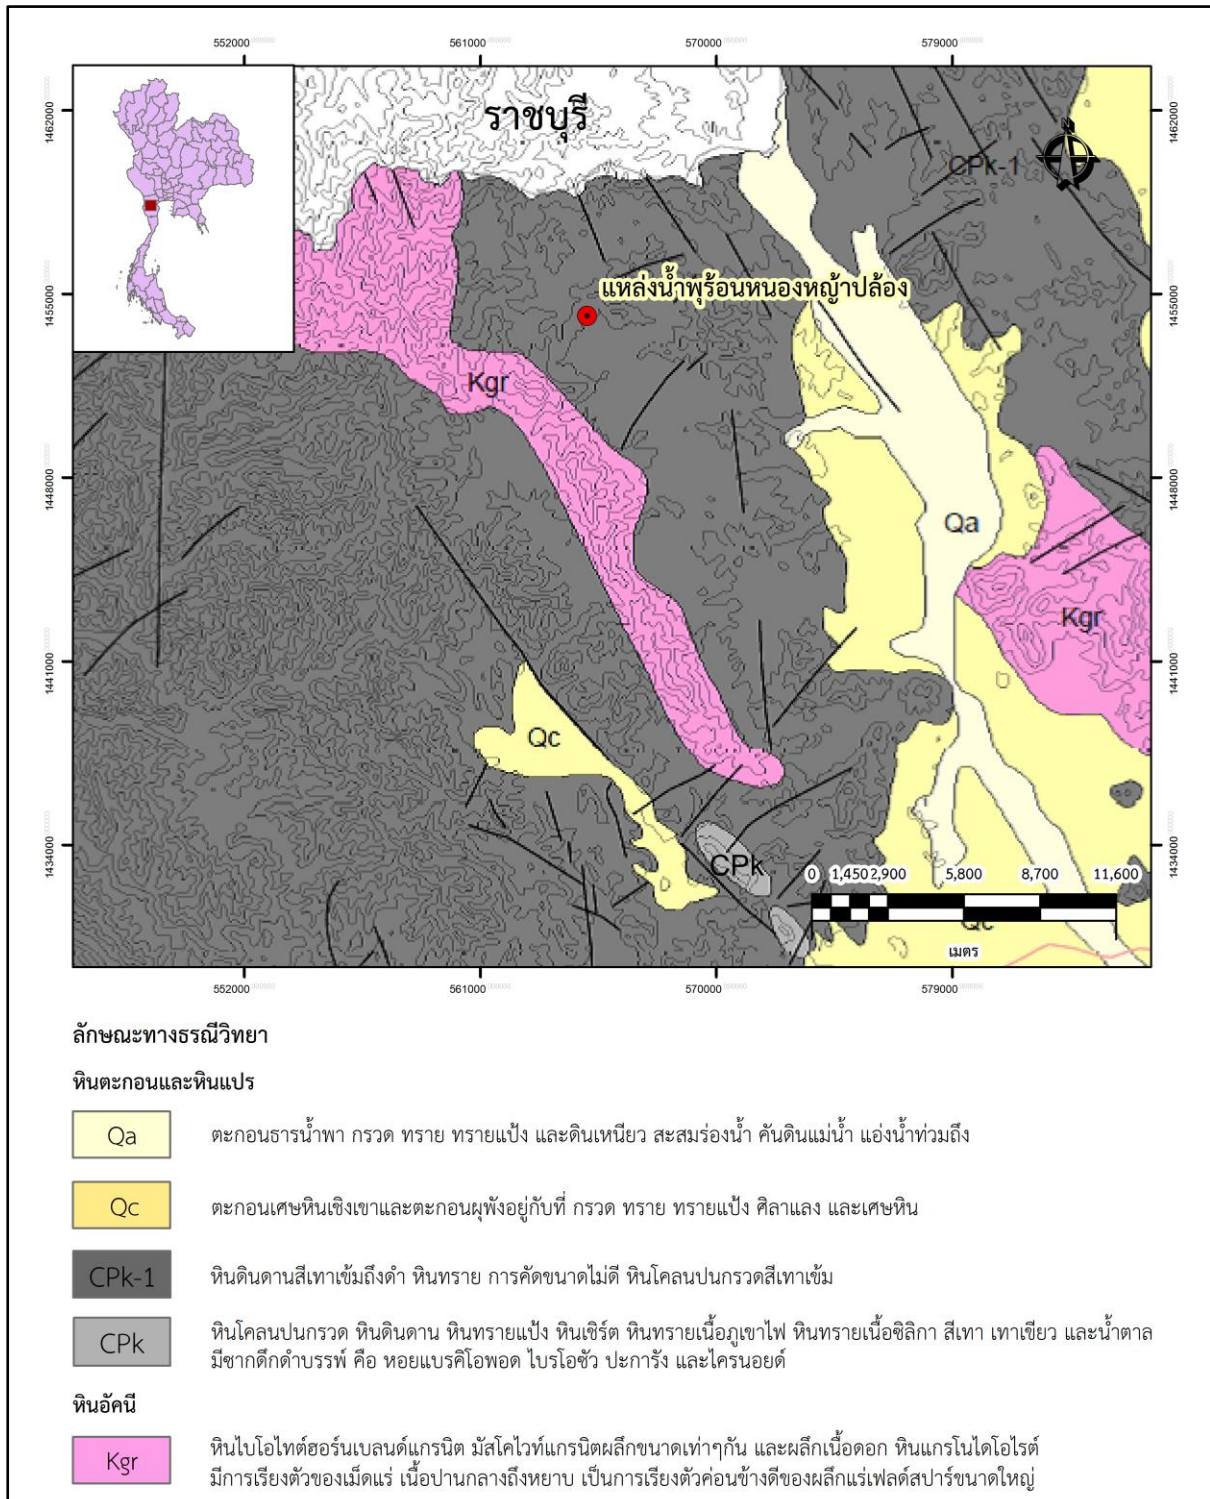 552000 561000 570000 579000
ราชบุรี
1462000 1462000
CPk-1
N
แหล่งน้ำพุร้อนหนองหญ้าปล้อง
1455000 1455000
Kgr
1448000 1448000
Qa
Kgr
1441000 1441000
Qc
1434000 1434000
CPk
0 1,450 2,900 5,800 8,700 11,600
Qc
เมตร
552000 561000 570000 579000
ลักษณะทางธรณีวิทยา
หินตะกอนและหินแปร
Qa ตะกอนธารน้ำพา กรวด ทราย ทรายแป้ง และดินเหนียว สะสมร่องน้ำ คันดินแม่น้ำ แอ่งน้ำท่วมถึง
Qc ตะกอนเศษหินเชิงเขาและตะกอนผุพังอยู่กับที่ กรวด ทราย ทรายแป้ง ศิลาแลง และเศษหิน
CPk-1 หินดินดานสีเทาเข้มถึงดำ หินทราย การคัดขนาดไม่ดี หินโคลนปนกรวดสีเทาเข้ม
CPk หินโคลนปนกรวด หินดินดาน หินทรายแป้ง หินเชิร์ต หินทรายเนื้อภูเขาไฟ หินทรายเนื้อซิลิกา สีเทา เทาเขียว และน้ำตาล
มีซากดึกดำบรรพ์ คือ หอยแบรคิโอพอด ไบรโอซัว ปะการัง และไครนอยด์
หินอัคนี
Kgr หินไบโอไทต์ฮอร์นเบลนด์แกรนิต มัสโคไวท์แกรนิตผลึกขนาดเท่าๆกัน และผลึกเนื้อดอก หินแกรโนไดโอไรต์
มีการเรียงตัวของเม็ดแร่ เนื้อปานกลางถึงหยาบ เป็นการเรียงตัวค่อนข้างดีของผลึกแร่เฟลด์สปาร์ขนาดใหญ่